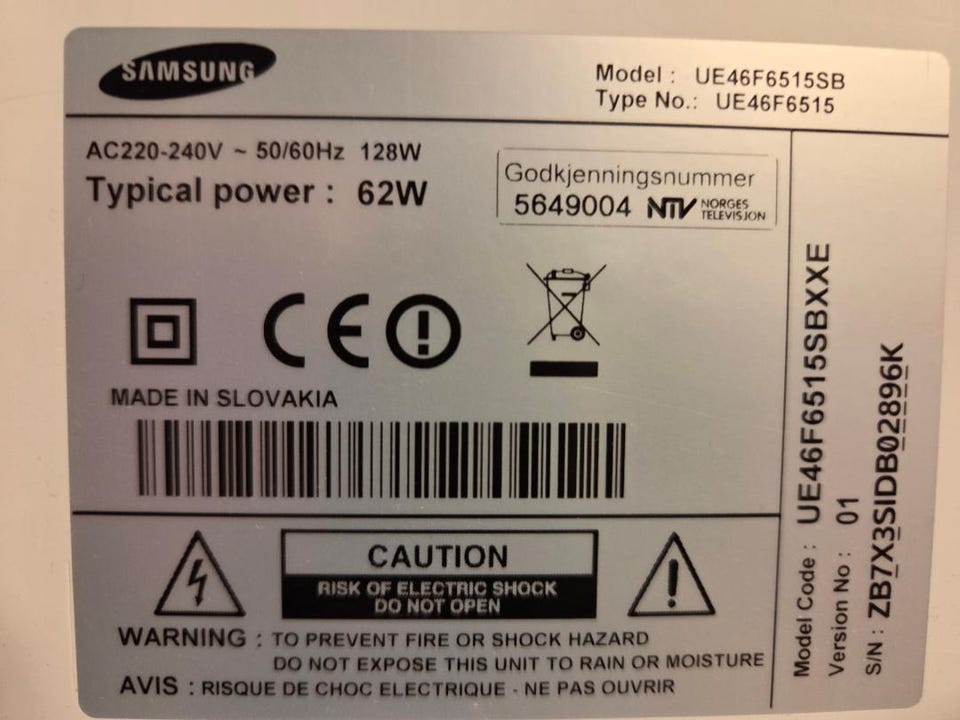 SAMSUNG
Model : UE46F6515SB
Type No.: UE46F6515
AC220-240V ~ 50/60Hz 128W
Typical power : 62W
Godkjenningsnummer
5649004 NTV NORGES
TELEVISJON
CE
MADE IN SLOVAKIA
CAUTION
RISK OF ELECTRIC SHOCK
DO NOT OPEN
WARNING : TO PREVENT FIRE OR SHOCK HAZARD
DO NOT EXPOSE THIS UNIT TO RAIN OR MOISTURE
AVIS : RISQUE DE CHOC ELECTRIQUE - NE PAS OUVRIR
Model Code : UE46F6515SBXXE
Version No : 01
S/N : ZB7X3SIDB02896K